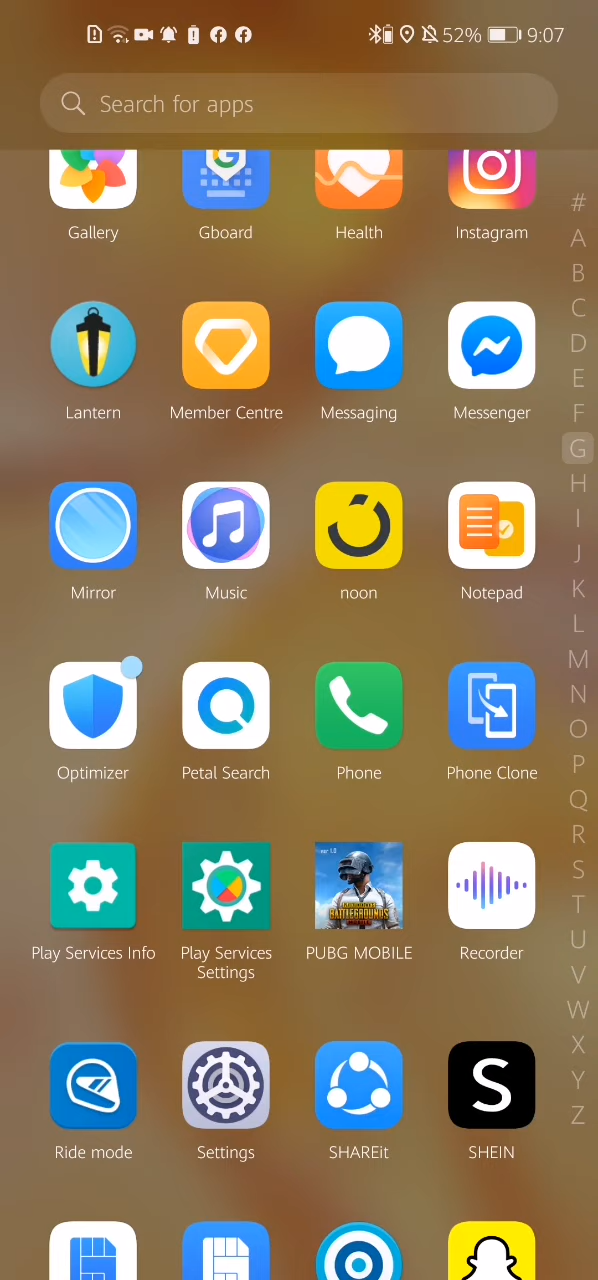 52% 9:07
Search for apps
Gallery Gboard Health Instagram
Lantern Member Centre Messaging Messenger
Mirror Music noon Notepad
Optimizer Petal Search Phone Phone Clone
Play Services Info Play Services Settings PUBG MOBILE Recorder
Ride mode Settings SHAREit SHEIN
G
BATTLEGROUNDS
S
#
A
B
C
D
E
F
G
H
I
J
K
L
M
N
O
P
Q
R
S
T
U
V
W
X
Y
Z